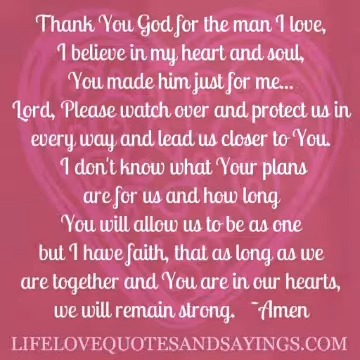 Thank You God for the man I love,
I believe in my heart and soul,
You made him just for me...
Lord, Please watch over and protect us in
every way and lead us closer to You.
I don't know what Your plans
are for us and how long
You will allow us to be as one
but I have faith, that as long as we
are together and You are in our hearts,
we will remain strong. ~Amen
LIFELOVEQUOTESANDSAYINGS.COM